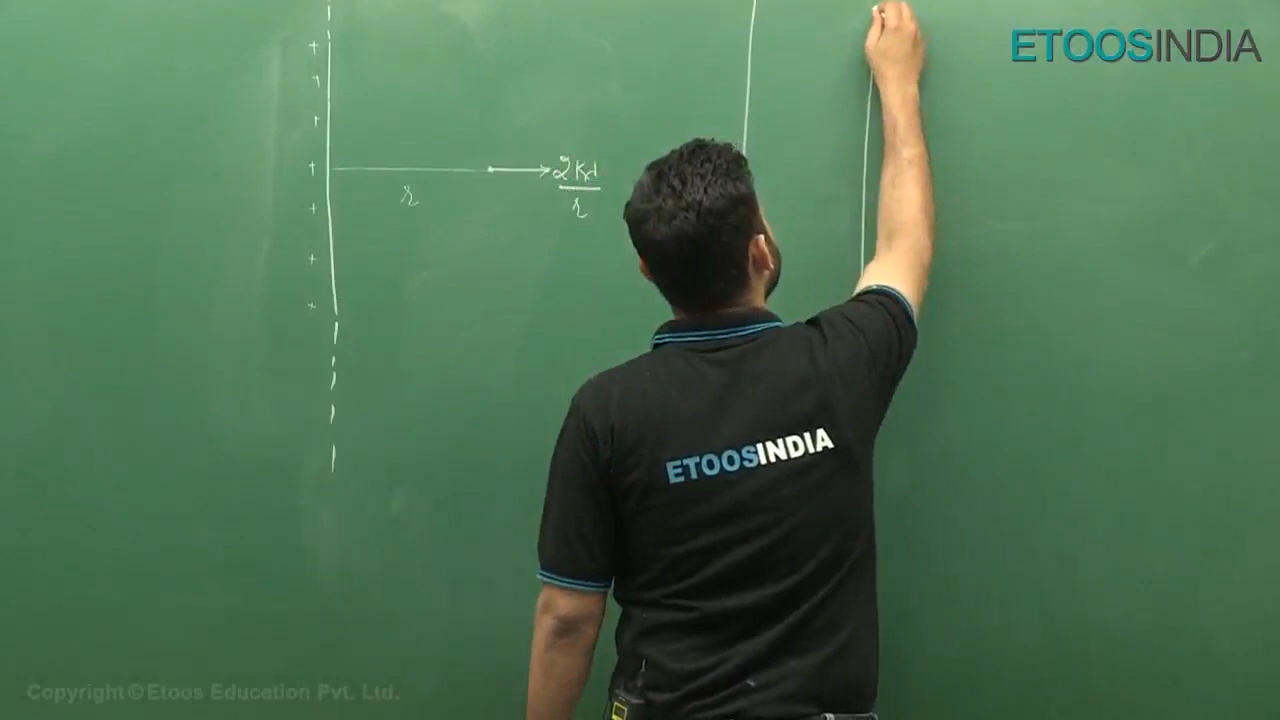 ETOOSINDIA
+
+
+
+
+
+
+
2Kλ
r
r
ETOOSINDIA
Copyright © Etoos Education Pvt. Ltd.